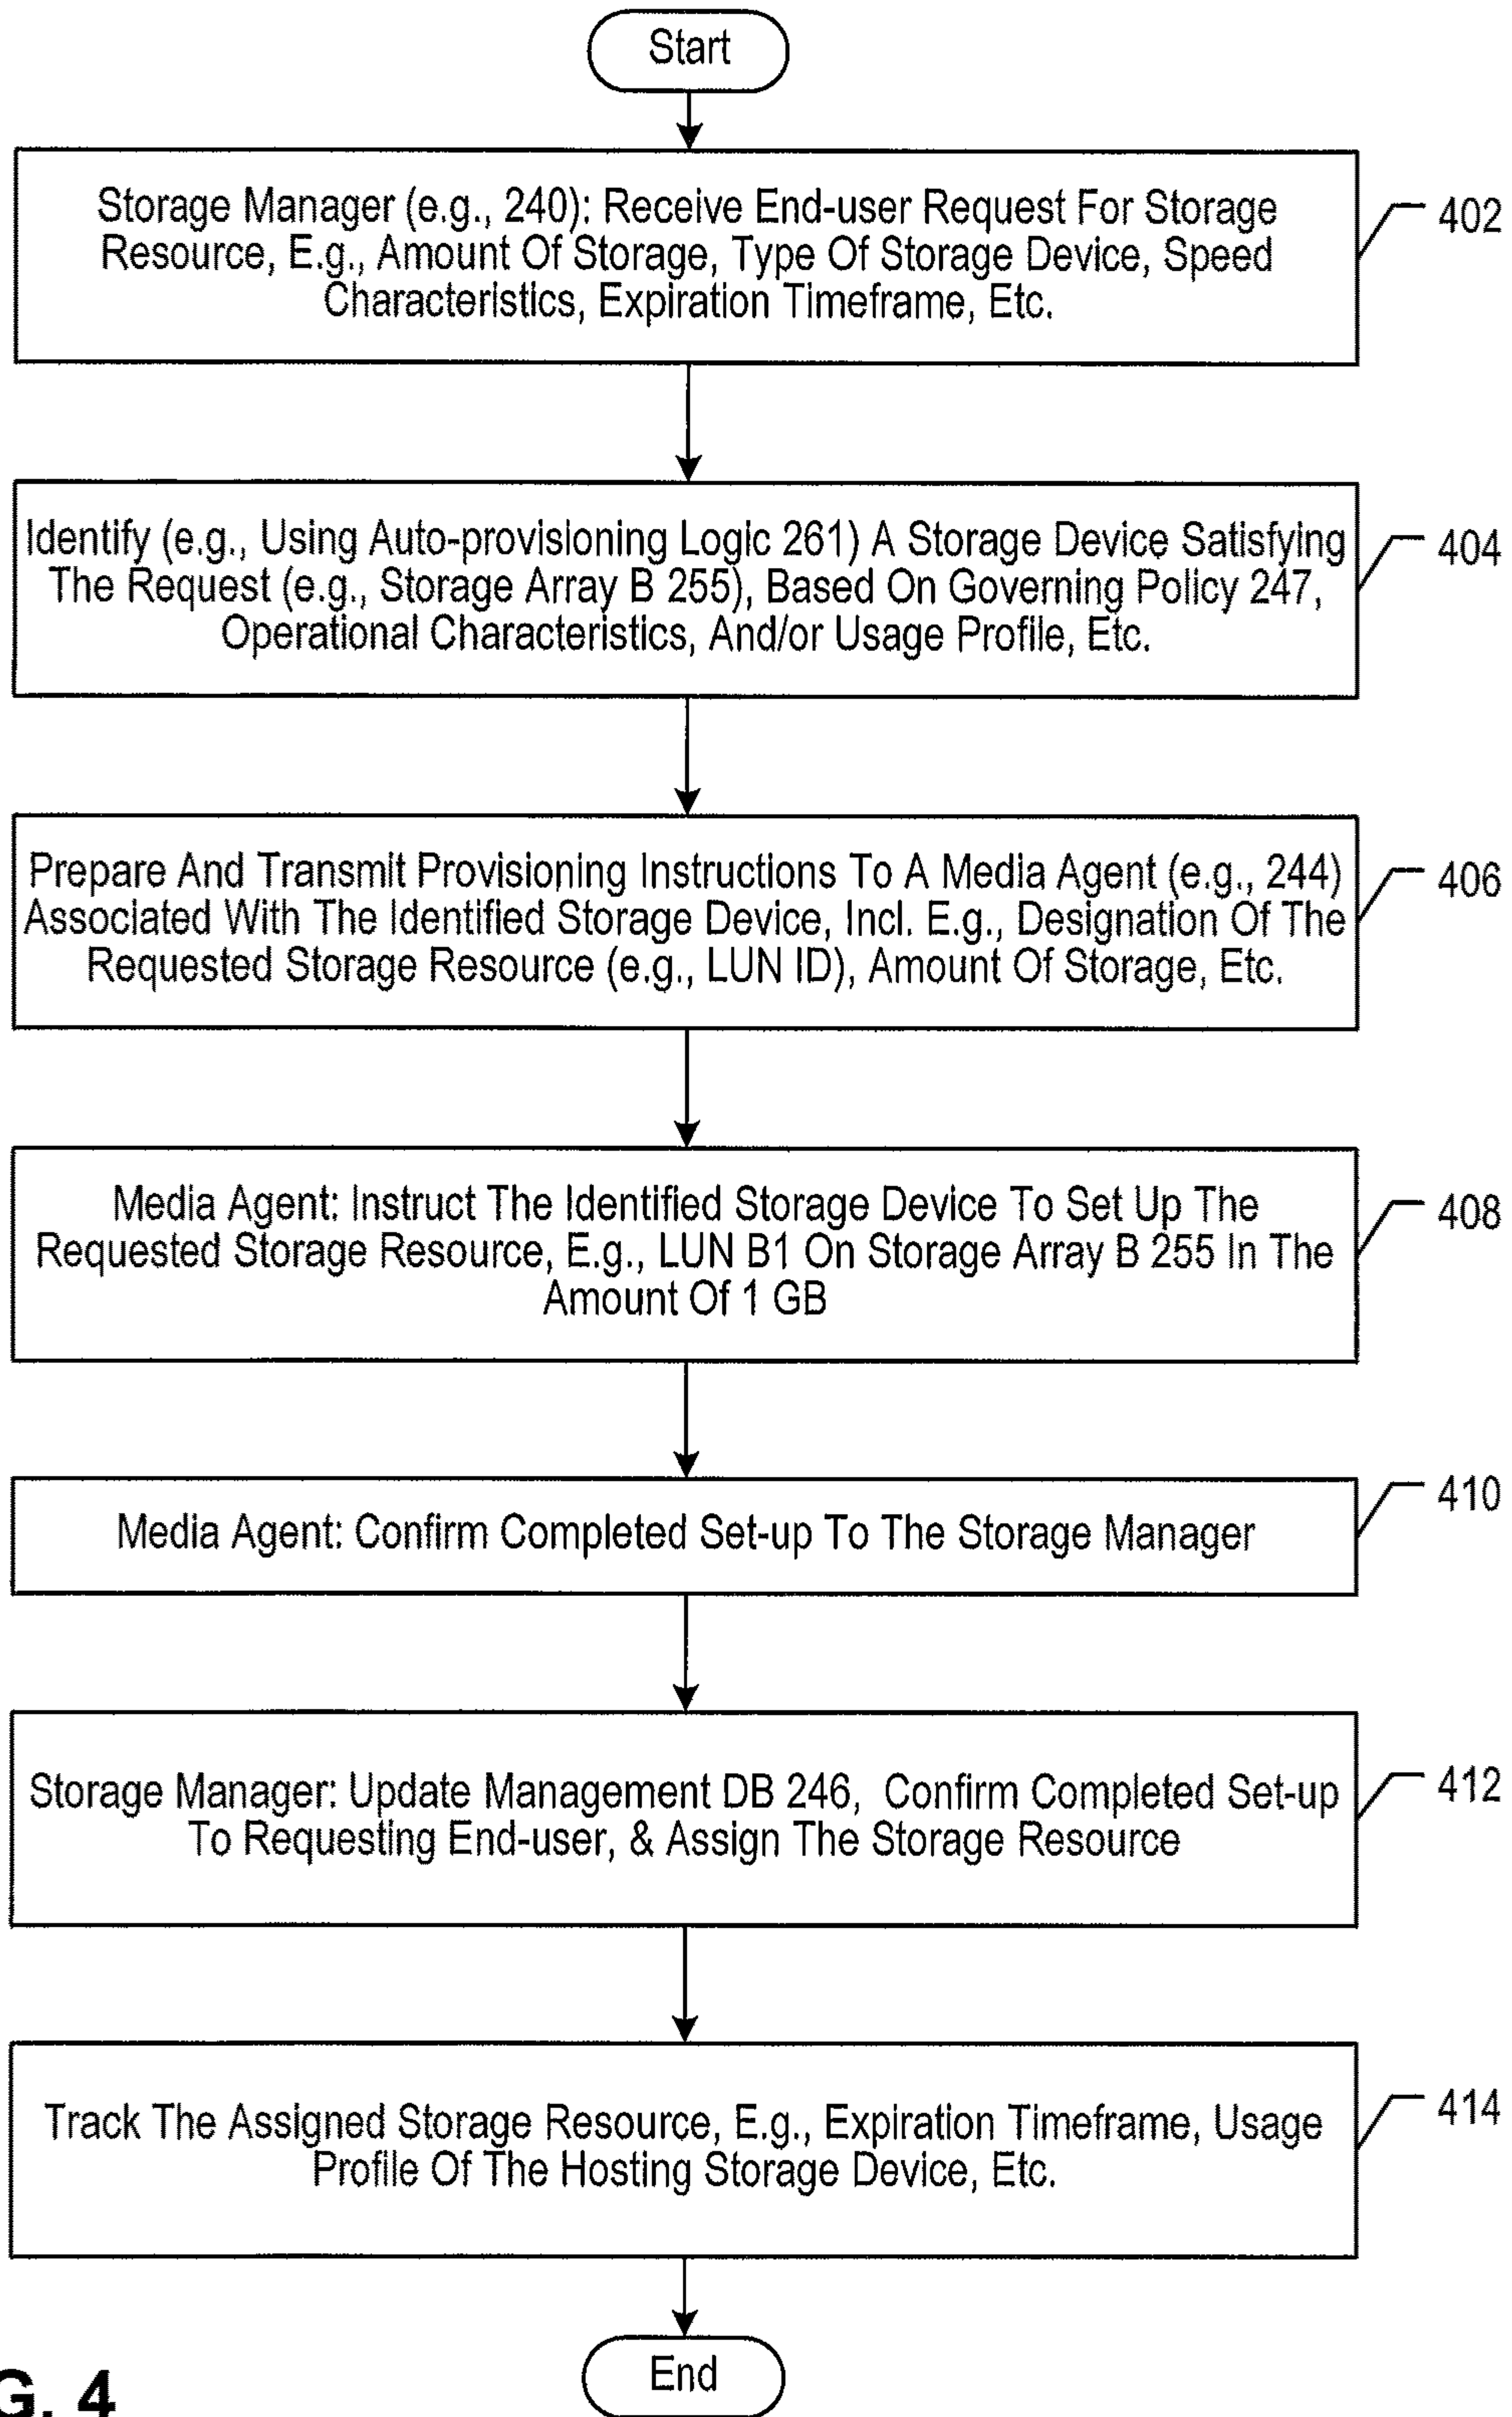 Start
Storage Manager (e.g., 240): Receive End-user Request For Storage
Resource, E.g., Amount Of Storage, Type Of Storage Device, Speed
Characteristics, Expiration Timeframe, Etc.
402
Identify (e.g., Using Auto-provisioning Logic 261) A Storage Device Satisfying
The Request (e.g., Storage Array B 255), Based On Governing Policy 247,
Operational Characteristics, And/or Usage Profile, Etc.
404
Prepare And Transmit Provisioning Instructions To A Media Agent (e.g., 244)
Associated With The Identified Storage Device, Incl. E.g., Designation Of The
Requested Storage Resource (e.g., LUN ID), Amount Of Storage, Etc.
406
Media Agent: Instruct The Identified Storage Device To Set Up The
Requested Storage Resource, E.g., LUN B1 On Storage Array B 255 In The
Amount Of 1 GB
408
Media Agent: Confirm Completed Set-up To The Storage Manager
410
Storage Manager: Update Management DB 246, Confirm Completed Set-up
To Requesting End-user, & Assign The Storage Resource
412
Track The Assigned Storage Resource, E.g., Expiration Timeframe, Usage
Profile Of The Hosting Storage Device, Etc.
414
End
G. 4